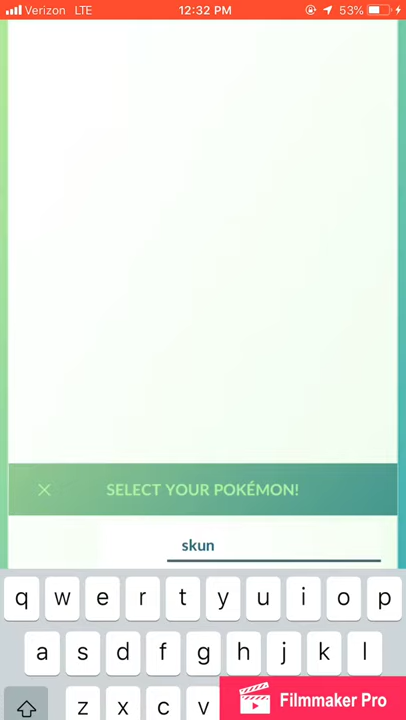 Verizon LTE 12:32 PM 53%
SELECT YOUR POKÉMON!
skun
q w e r t y u i o p
a s d f g h j k l
z x c v
Filmmaker Pro